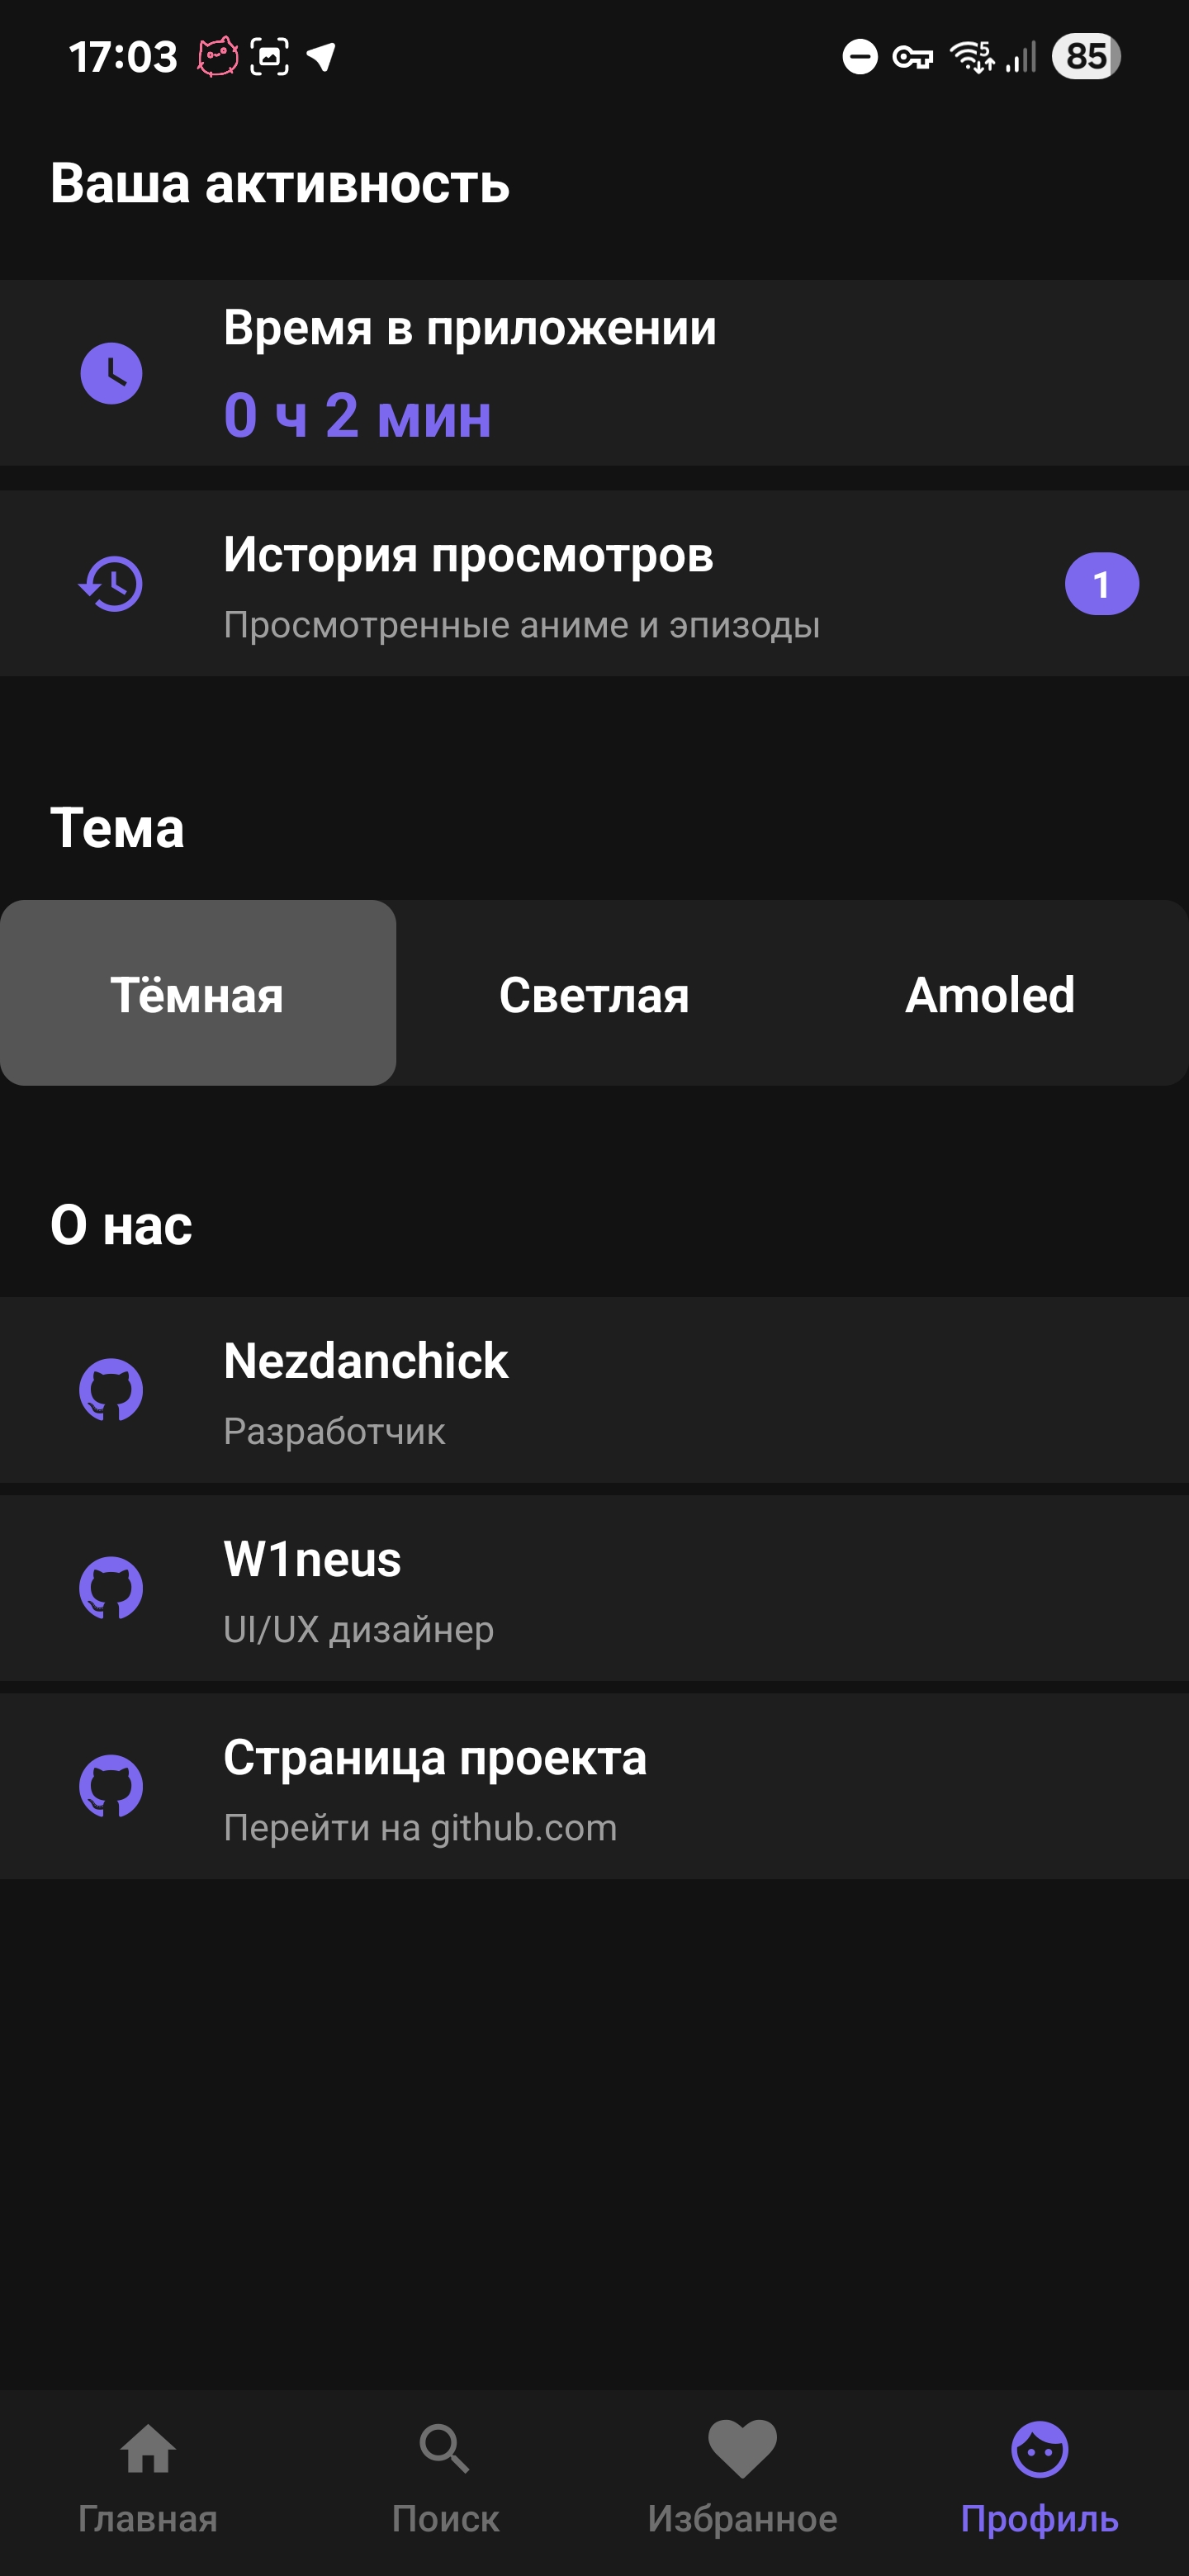 17:03
5
85
Ваша активность
Время в приложении
0 ч 2 мин
История просмотров
Просмотренные аниме и эпизоды
1
Тема
Тёмная Светлая Amoled
О нас
Nezdanchick
Разработчик
W1neus
UI/UX дизайнер
Страница проекта
Перейти на github.com
Главная Поиск Избранное Профиль